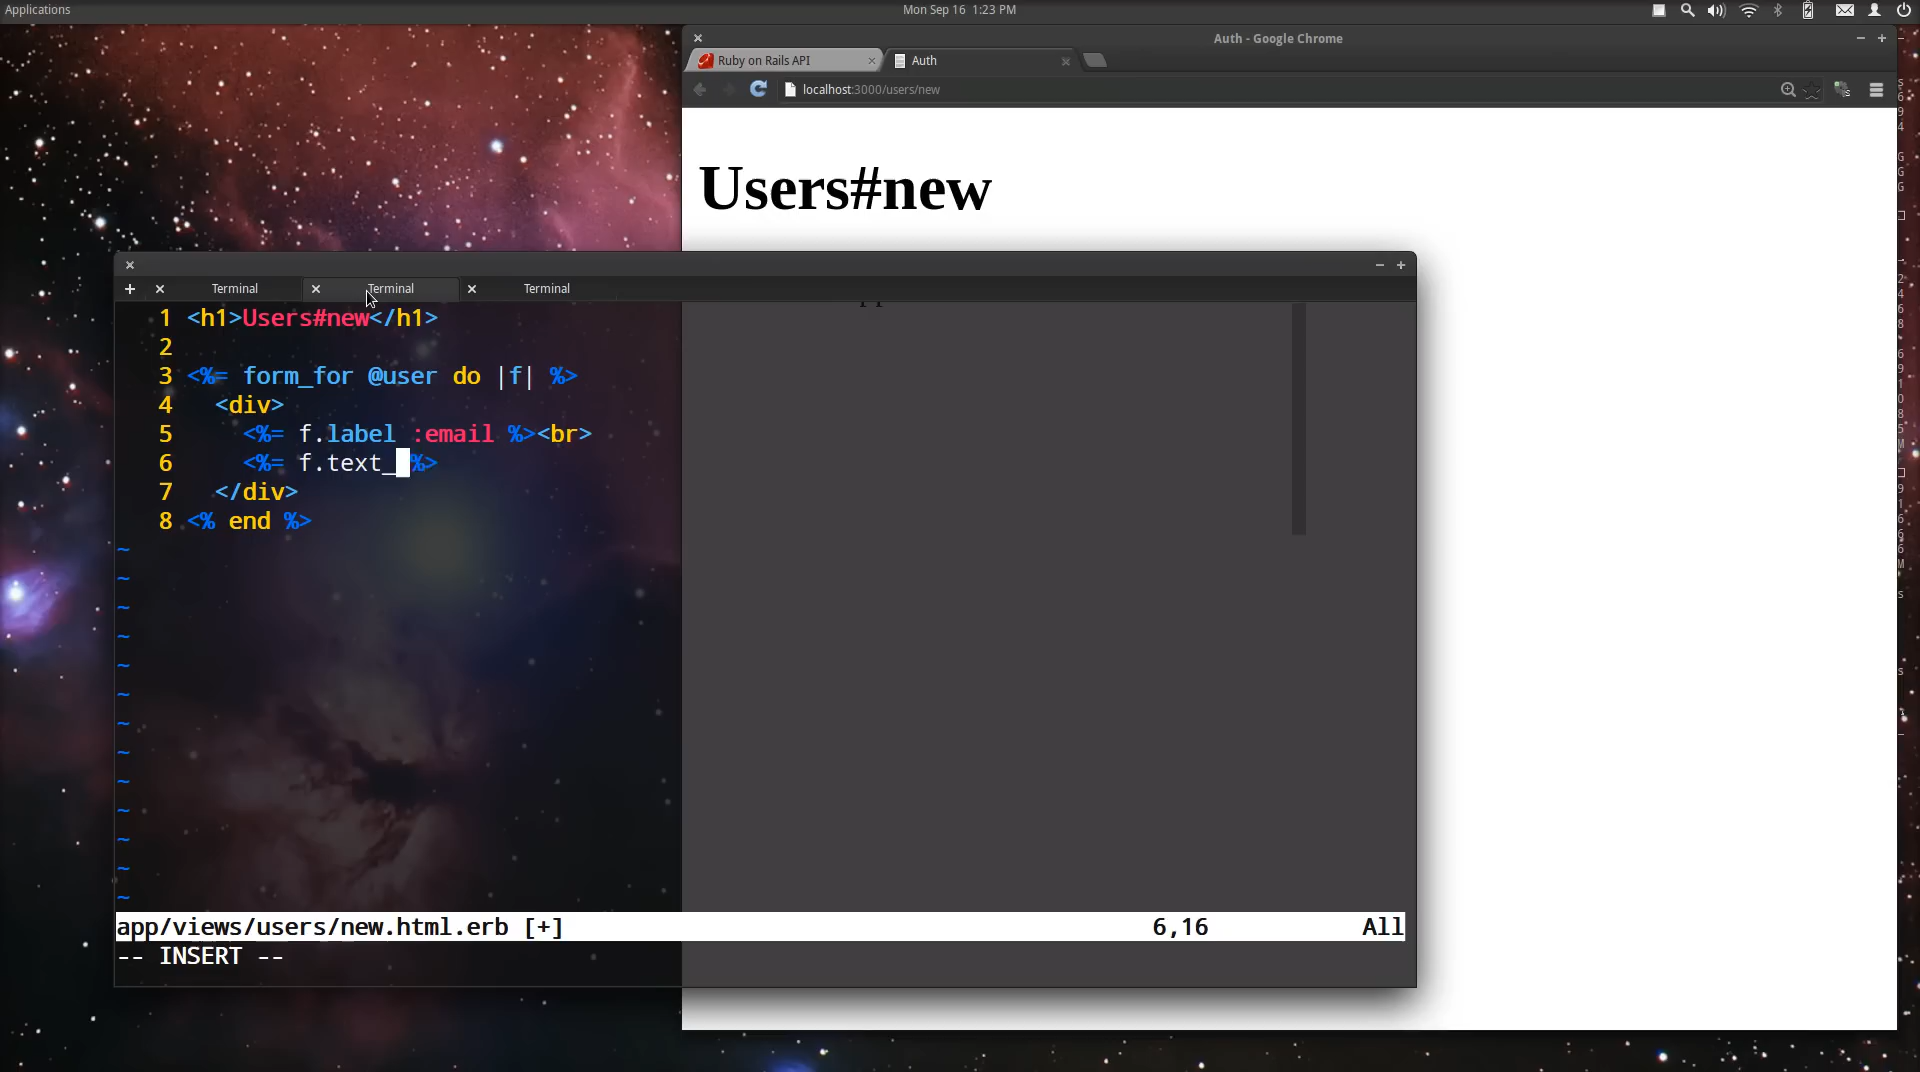 Applications
Mon Sep 16 1:23 PM
Auth - Google Chrome
Ruby on Rails API
Auth
localhost:3000/users/new
Users#new
Terminal
Terminal
Terminal
1 <h1>Users#new</h1>
2
3 <%= form_for @user do |f| %>
4 <div>
5 <%= f.label :email %><br>
6 <%= f.text_ %>
7 </div>
8 <% end %>
~
~
~
~
~
~
~
~
~
~
~
~
~
app/views/users/new.html.erb [+] 6,16 All
-- INSERT --